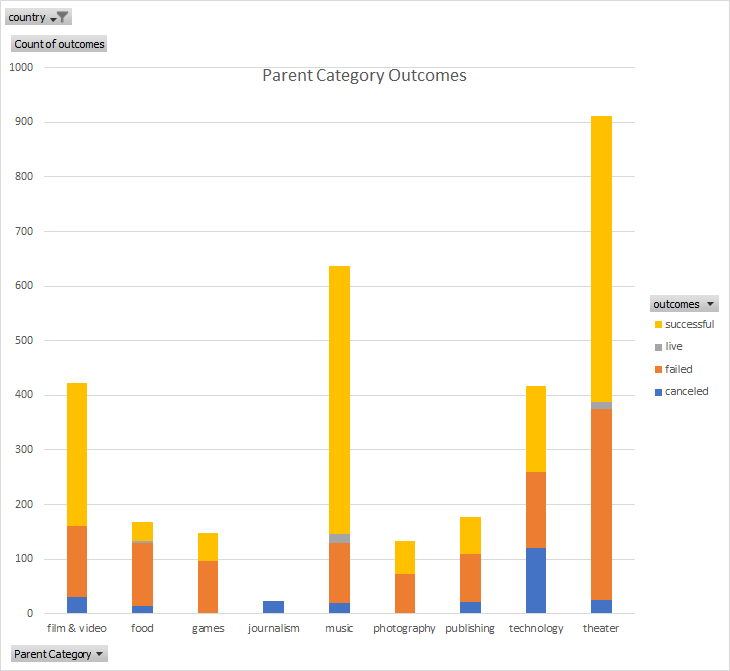 country
Count of outcomes
Parent Category Outcomes
1000
900
800
700
600
500
400
300
200
100
0
film & video food games journalism music photography publishing technology theater
outcomes
successful
live
failed
canceled
Parent Category